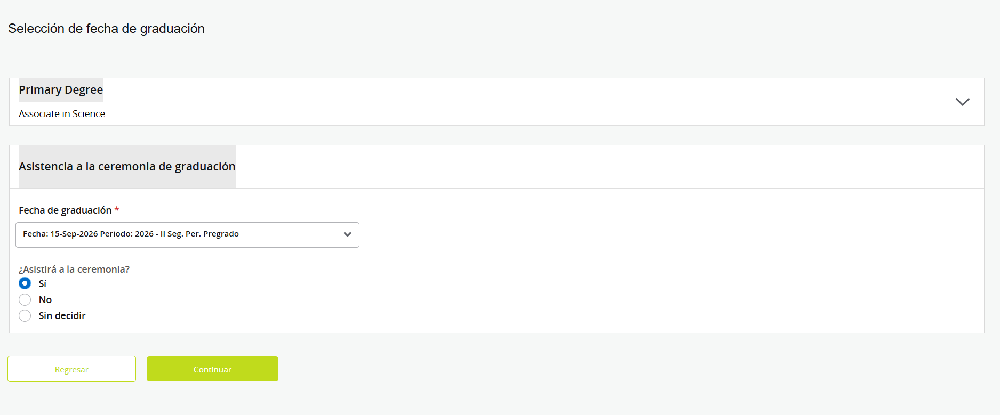 Selección de fecha de graduación
Primary Degree
Associate in Science
Asistencia a la ceremonia de graduación
Fecha de graduación *
Fecha: 15-Sep-2026 Periodo: 2026 - II Seg. Per. Pregrado
¿Asistirá a la ceremonia?
Sí
No
Sin decidir
Regresar
Continuar